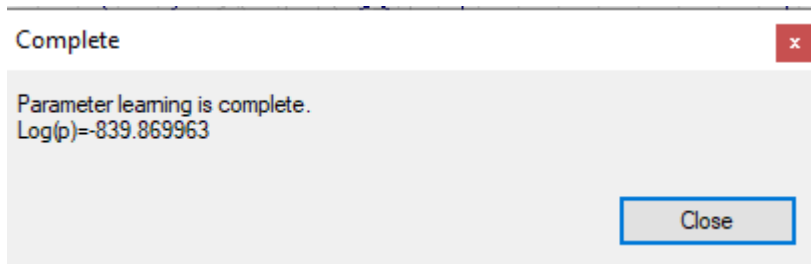 Complete
x
Parameter learning is complete.
Log(p)=-839.869963
Close